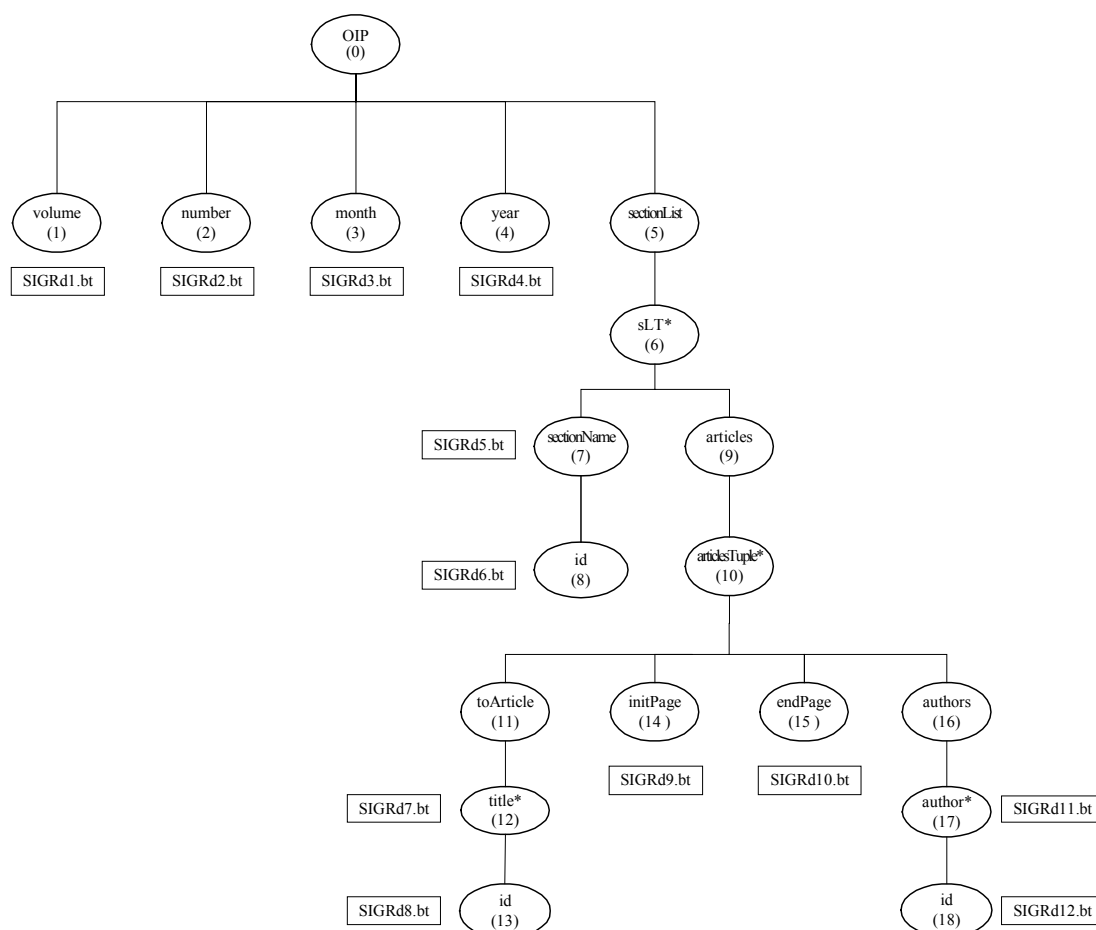 OIP
(0)
volume
(1)
number
(2)
month
(3)
year
(4)
sectionList
(5)
SIGRd1.bt
SIGRd2.bt
SIGRd3.bt
SIGRd4.bt
sLT*
(6)
SIGRd5.bt
sectionName
(7)
articles
(9)
SIGRd6.bt
id
(8)
articlesTuple*
(10)
toArticle
(11)
initPage
(14 )
endPage
(15 )
authors
(16)
SIGRd9.bt
SIGRd10.bt
SIGRd7.bt
title*
(12)
author*
(17)
SIGRd11.bt
SIGRd8.bt
id
(13)
id
(18)
SIGRd12.bt